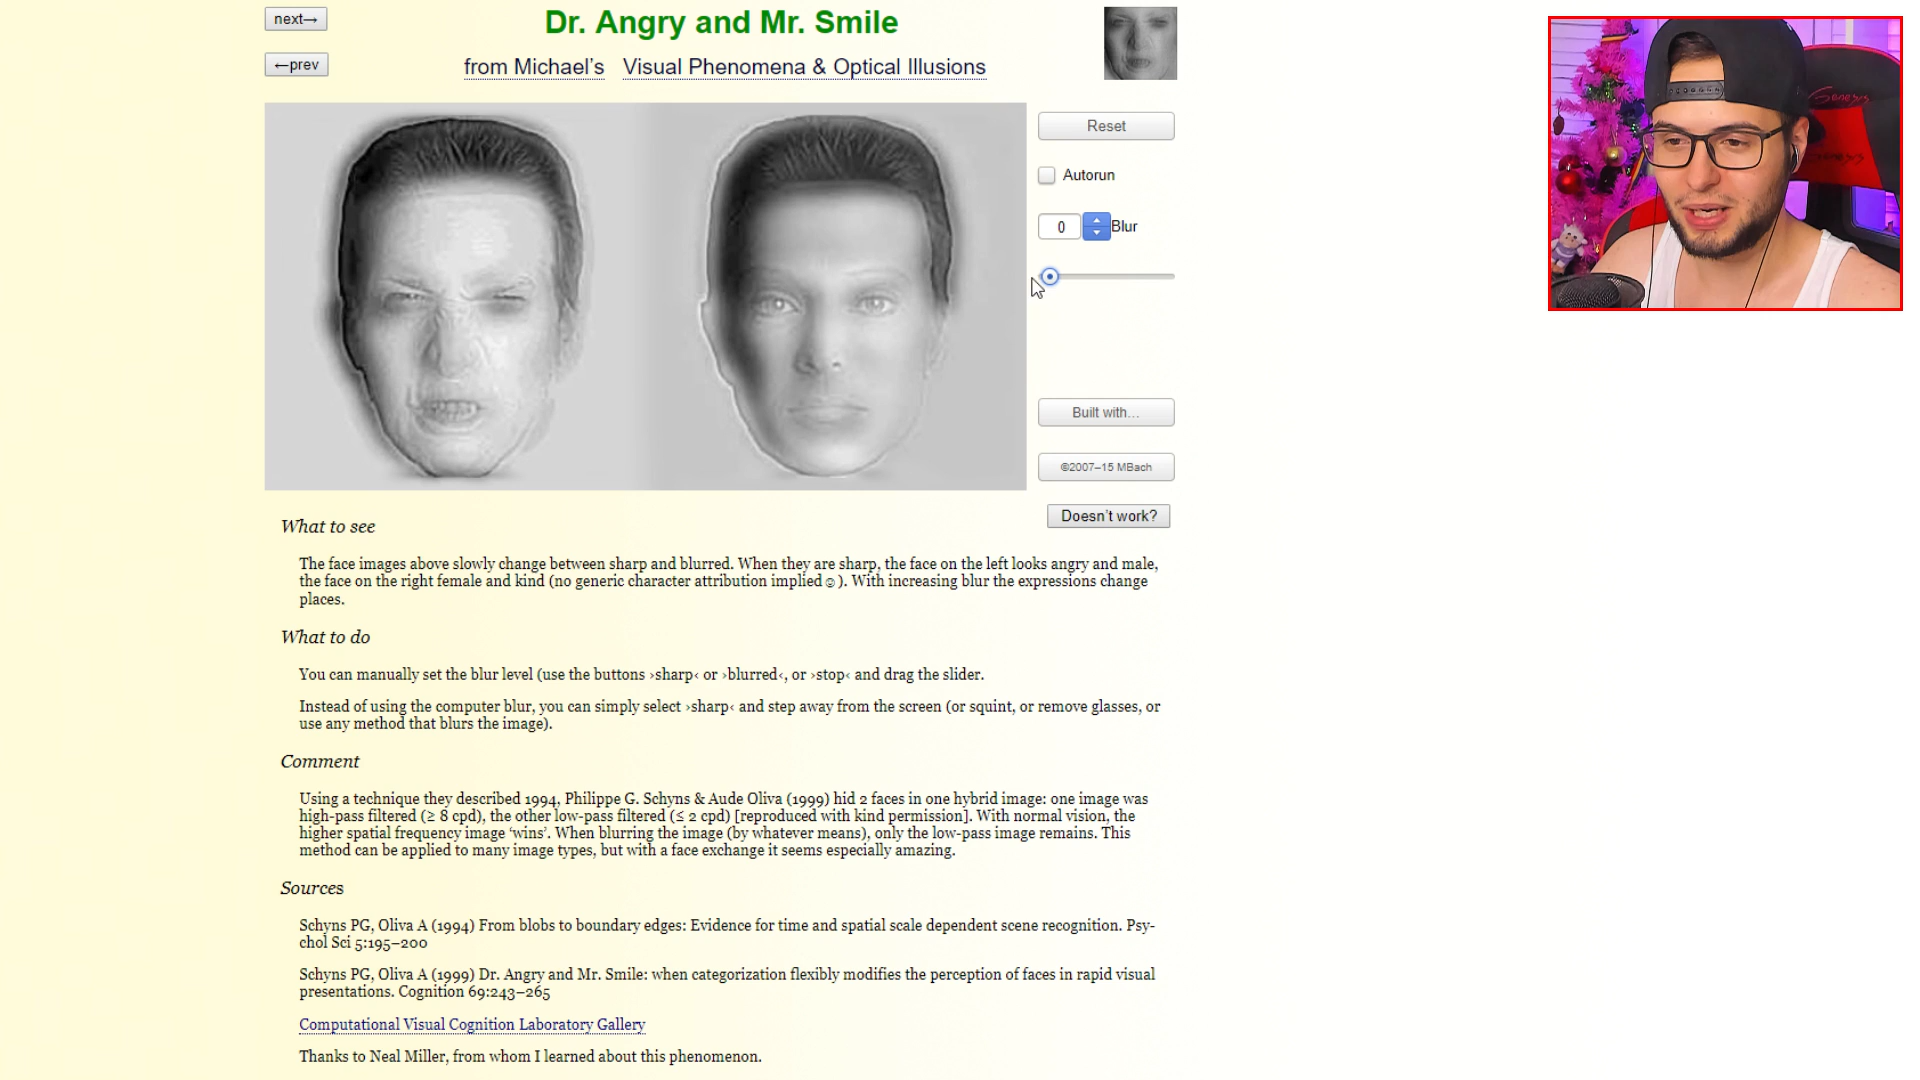 next→
Dr. Angry and Mr. Smile
←prev
from Michael's Visual Phenomena & Optical Illusions
Reset
Autorun
0 Blur
Built with...
©2007–15 MBach
Doesn't work?
What to see
The face images above slowly change between sharp and blurred. When they are sharp, the face on the left looks angry and male,
the face on the right female and kind (no generic character attribution implied ☺). With increasing blur the expressions change
places.
What to do
You can manually set the blur level (use the buttons ›sharp‹ or ›blurred‹, or ›stop‹ and drag the slider.
Instead of using the computer blur, you can simply select ›sharp‹ and step away from the screen (or squint, or remove glasses, or
use any method that blurs the image).
Comment
Using a technique they described 1994, Philippe G. Schyns & Aude Oliva (1999) hid 2 faces in one hybrid image: one image was
high-pass filtered (≥ 8 cpd), the other low-pass filtered (≤ 2 cpd) [reproduced with kind permission]. With normal vision, the
higher spatial frequency image 'wins'. When blurring the image (by whatever means), only the low-pass image remains. This
method can be applied to many image types, but with a face exchange it seems especially amazing.
Sources
Schyns PG, Oliva A (1994) From blobs to boundary edges: Evidence for time and spatial scale dependent scene recognition. Psy-
chol Sci 5:195–200
Schyns PG, Oliva A (1999) Dr. Angry and Mr. Smile: when categorization flexibly modifies the perception of faces in rapid visual
presentations. Cognition 69:243–265
Computational Visual Cognition Laboratory Gallery
Thanks to Neal Miller, from whom I learned about this phenomenon.
Genesis